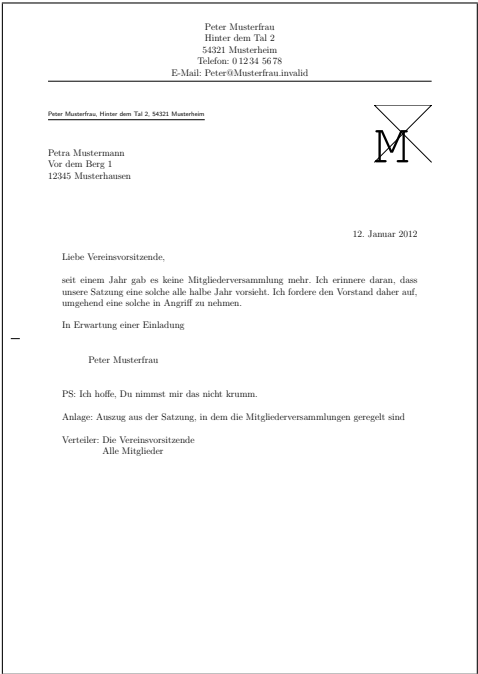 Peter Musterfrau
Hinter dem Tal 2
54321 Musterheim
Telefon: 0 12 34 56 78
E-Mail: Peter@Musterfrau.invalid
Peter Musterfrau, Hinter dem Tal 2, 54321 Musterheim
M
Petra Mustermann
Vor dem Berg 1
12345 Musterhausen
12. Januar 2012
Liebe Vereinsvorsitzende,
seit einem Jahr gab es keine Mitgliederversammlung mehr. Ich erinnere daran, dass
unsere Satzung eine solche alle halbe Jahr vorsieht. Ich fordere den Vorstand daher auf,
umgehend eine solche in Angriff zu nehmen.
In Erwartung einer Einladung
Peter Musterfrau
PS: Ich hoffe, Du nimmst mir das nicht krumm.
Anlage: Auszug aus der Satzung, in dem die Mitgliederversammlungen geregelt sind
Verteiler: Die Vereinsvorsitzende
Alle Mitglieder